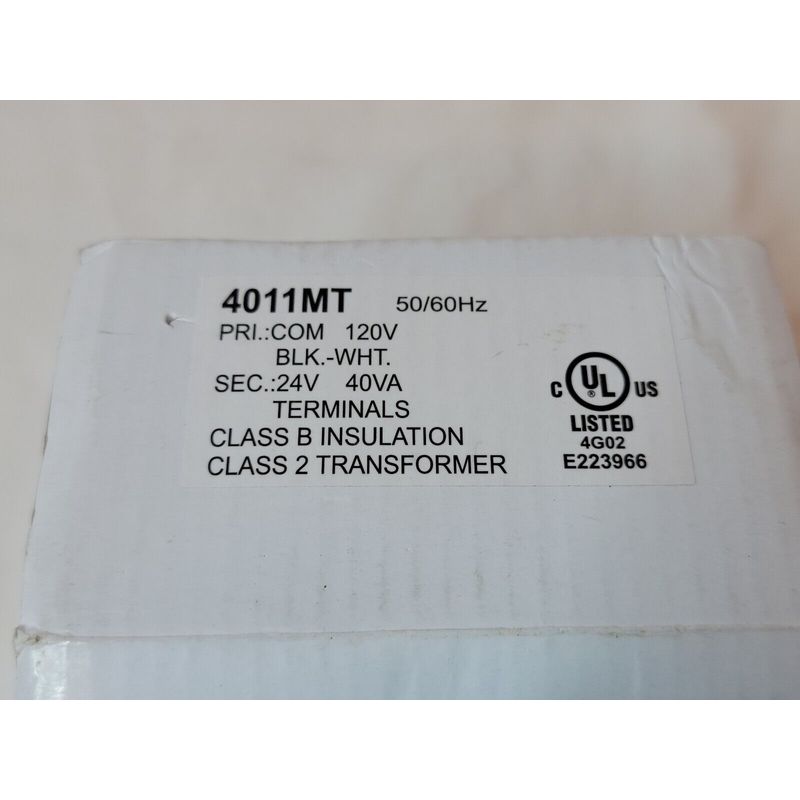 4011MT 50/60Hz
PRI.:COM 120V
BLK.-WHT.
SEC.:24V 40VA
TERMINALS
CLASS B INSULATION
CLASS 2 TRANSFORMER
C UL US
LISTED
4G02
E223966